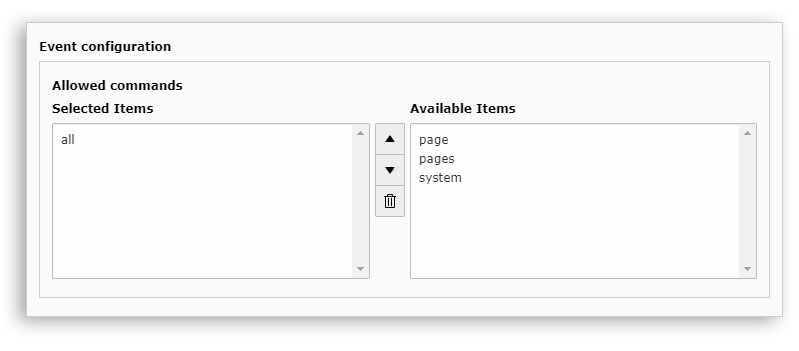 Event configuration
Allowed commands
Selected Items
Available Items
all
page
pages
system